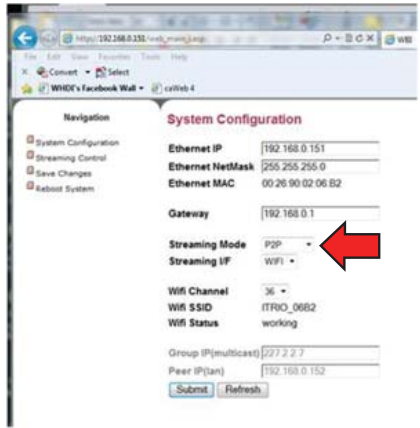 http://192.168.0.151/web_main_j.asp
File Edit View Favorites Tools Help
x Convert Select
WHDI's Facebook Wall
Navigation
System Configuration
Streaming Control
Save Changes
Reboot System
System Configuration
Ethernet IP 192.168.0.151
Ethernet NetMask 255.255.255.0
Ethernet MAC 00:26:90:02:06:B2
Gateway 192.168.0.1
Streaming Mode P2P
Streaming I/F WIFI
Wifi Channel 36
Wifi SSID ITRIO_06B2
Wifi Status working
Group IP(multicast) 227.2.2.7
Peer IP(lan) 192.168.0.152
Submit Refresh